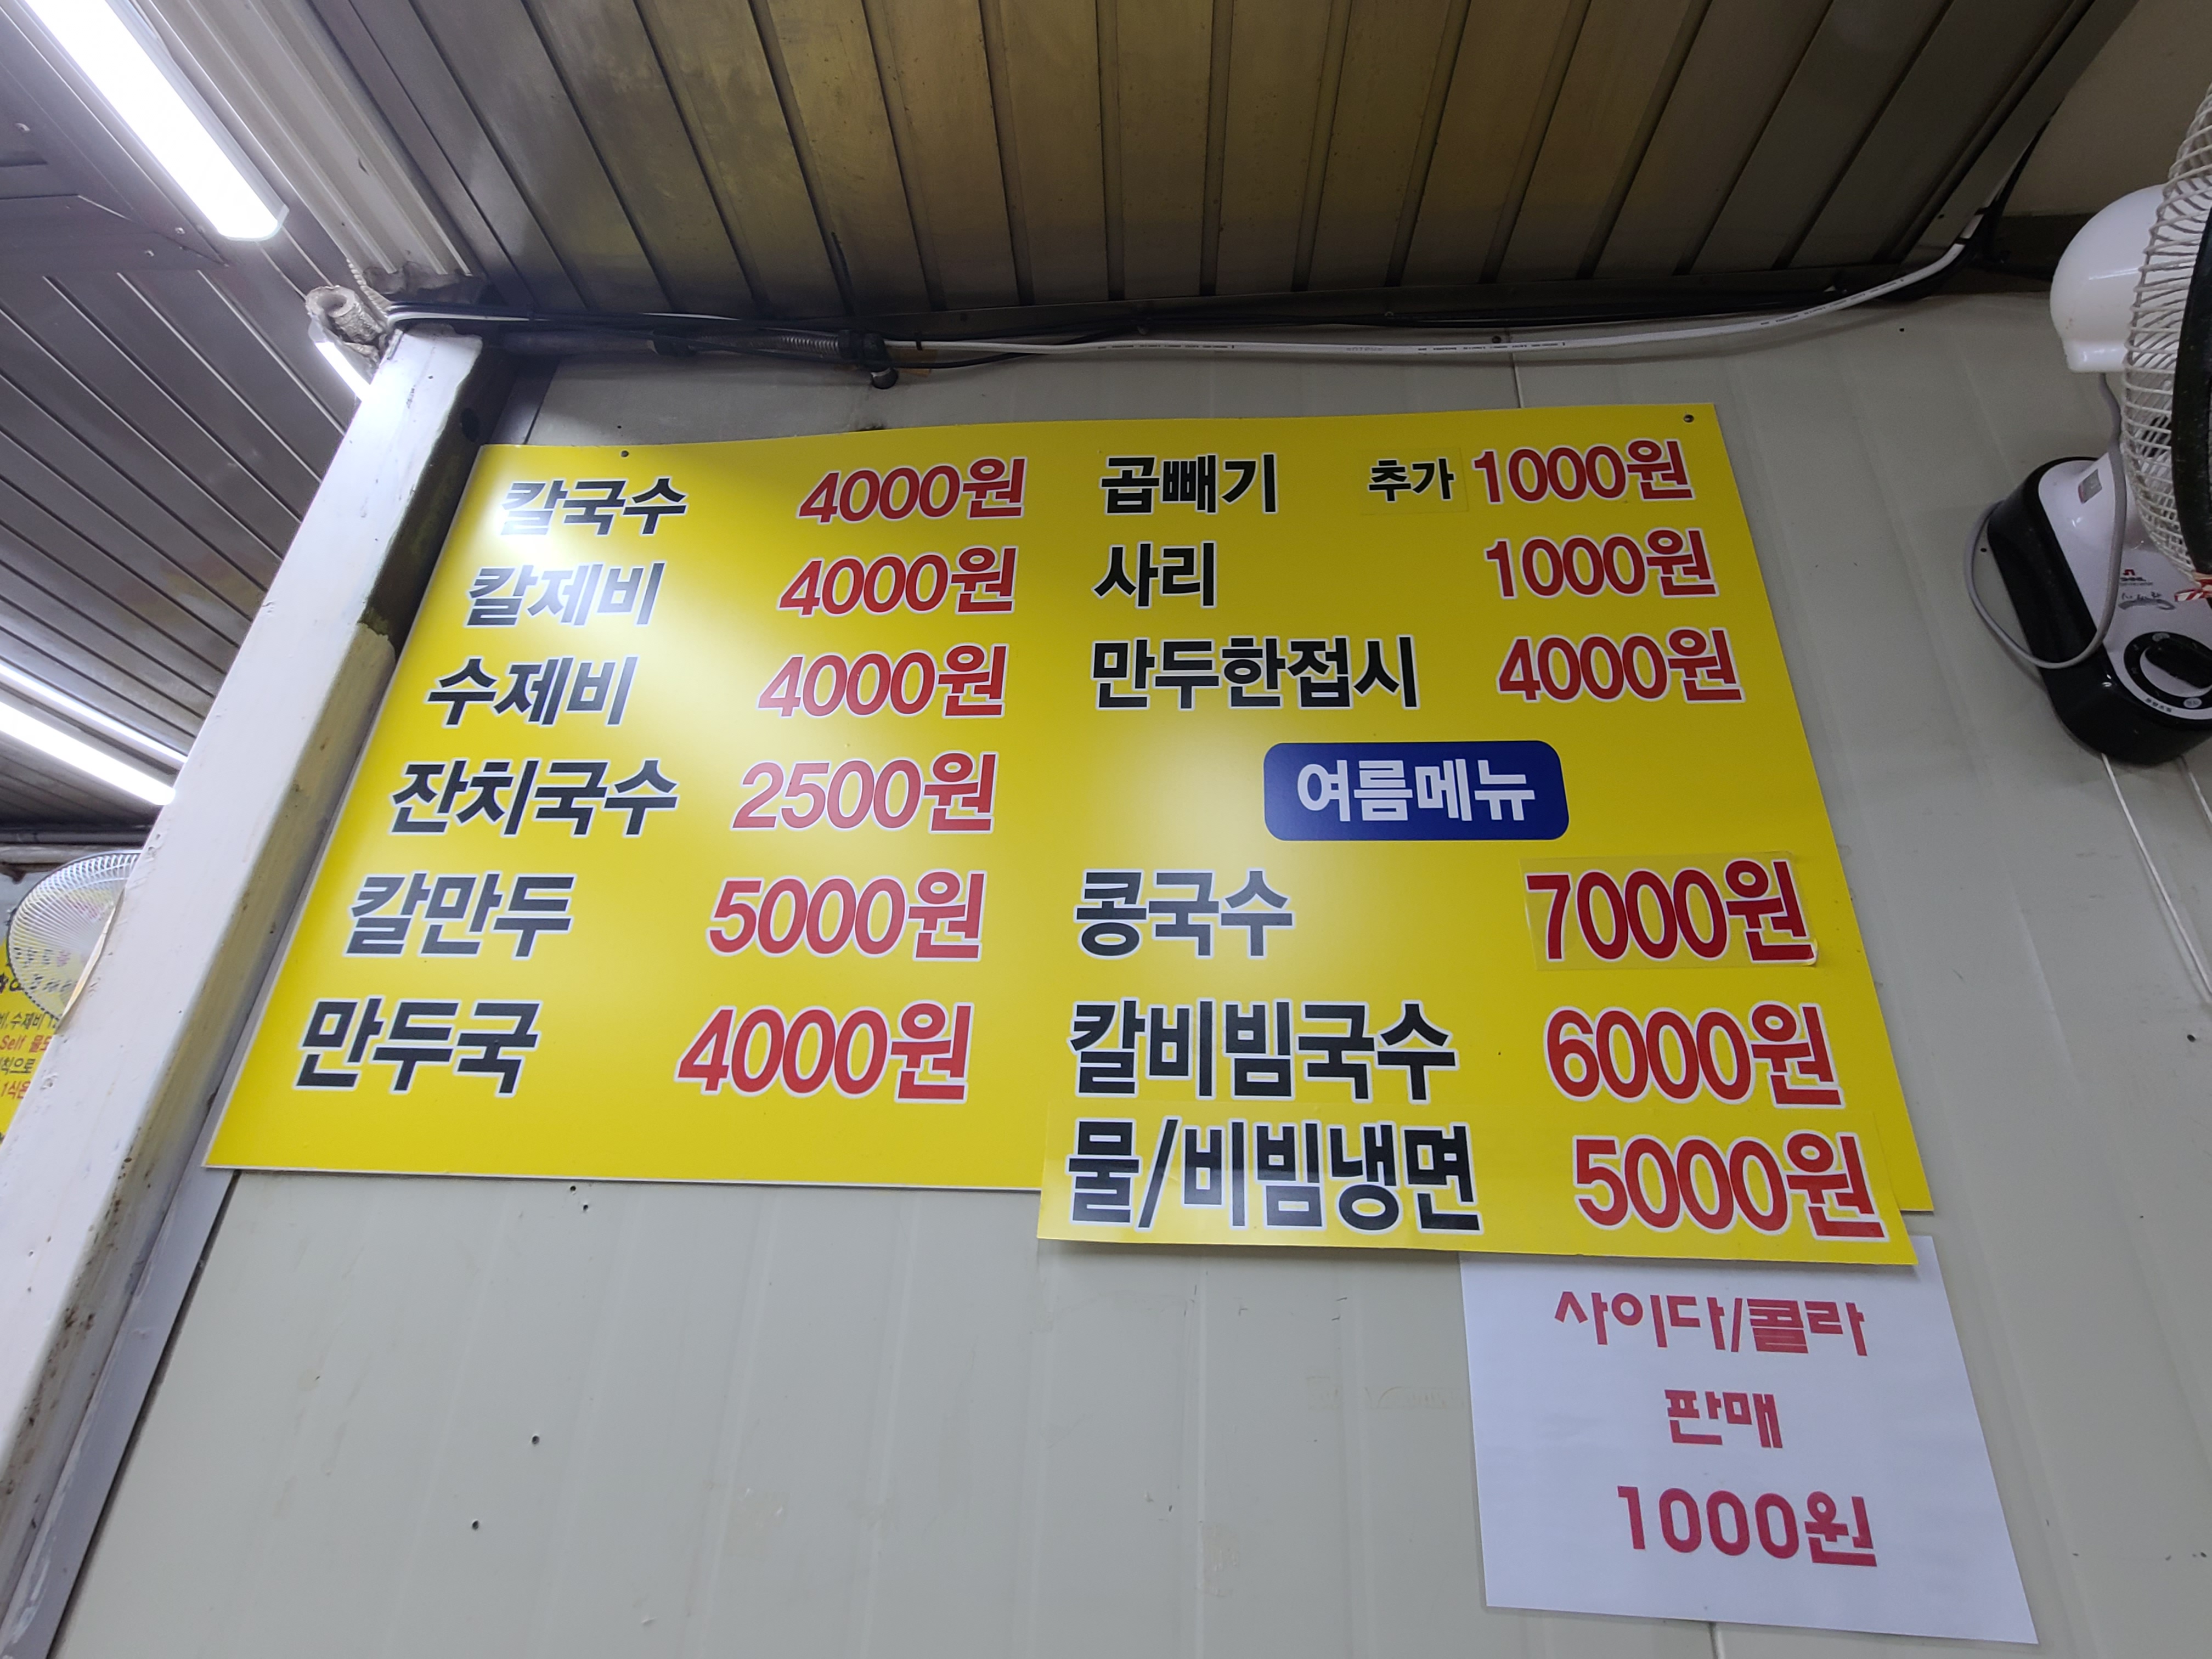 칼국수 4000원
칼제비 4000원
수제비 4000원
잔치국수 2500원
칼만두 5000원
만두국 4000원
곱빼기 추가 1000원
사리 1000원
만두한접시 4000원
여름메뉴
콩국수 7000원
칼비빔국수 6000원
물/비빔냉면 5000원
사이다/콜라
판매
1000원
수제비
Self